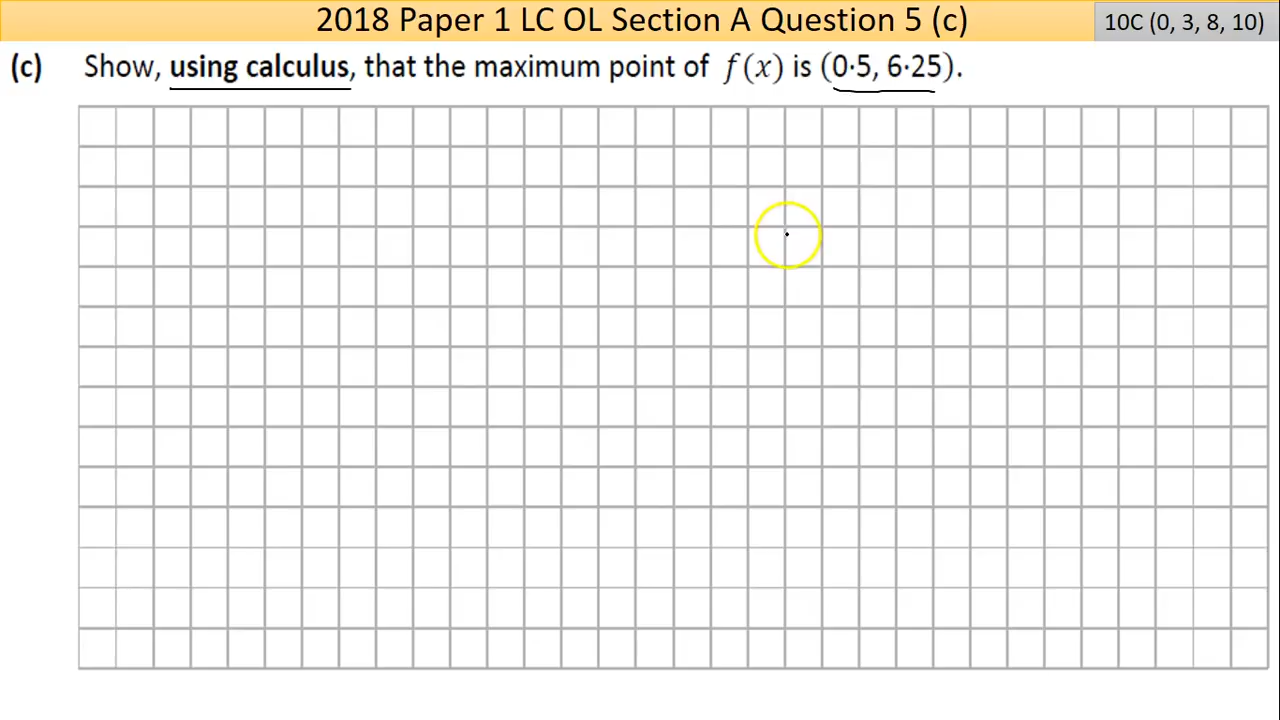 2018 Paper 1 LC OL Section A Question 5 (c)
10C (0, 3, 8, 10)
(c) Show, using calculus, that the maximum point of f(x) is (0·5, 6·25).